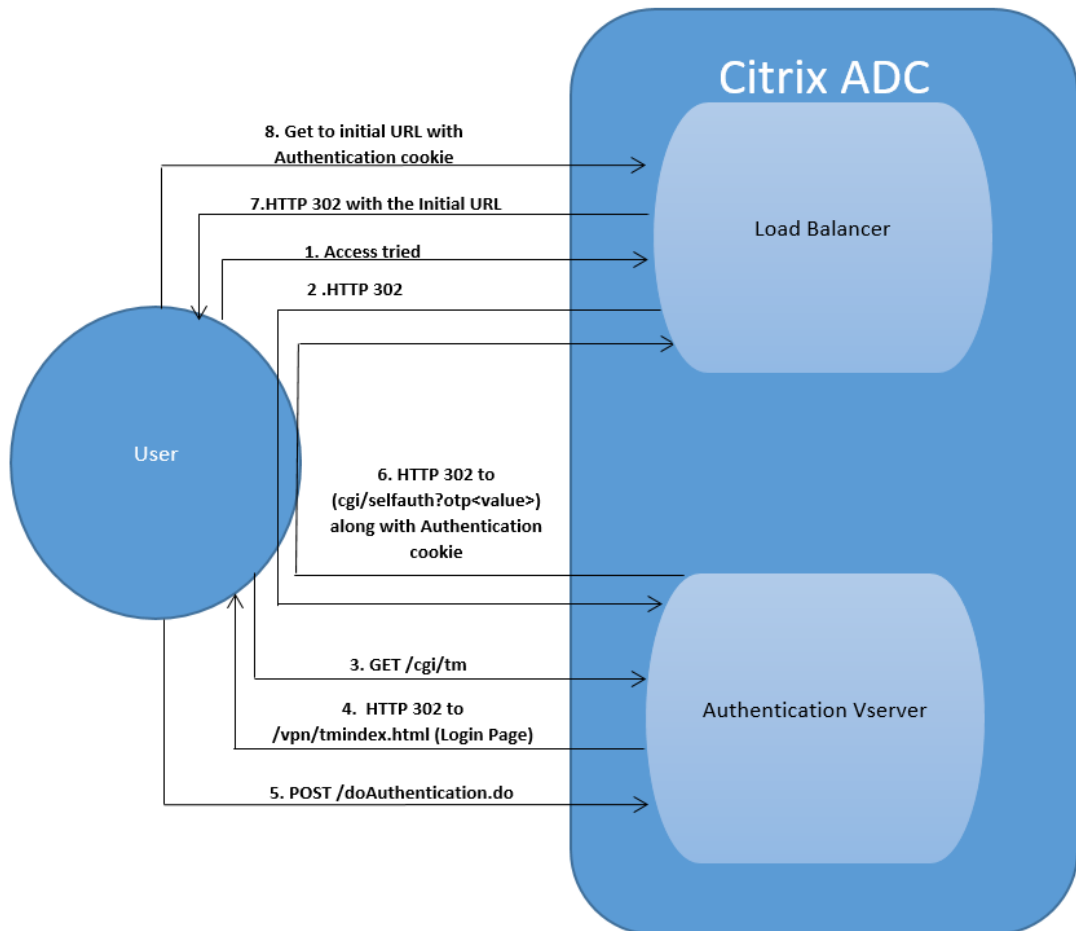 Citrix ADC
8. Get to initial URL with
Authentication cookie
7.HTTP 302 with the Initial URL
Load Balancer
1. Access tried
2 .HTTP 302
User
6. HTTP 302 to
(cgi/selfauth?otp<value>)
along with Authentication
cookie
3. GET /cgi/tm
4. HTTP 302 to
/vpn/tmindex.html (Login Page)
Authentication Vserver
5. POST /doAuthentication.do